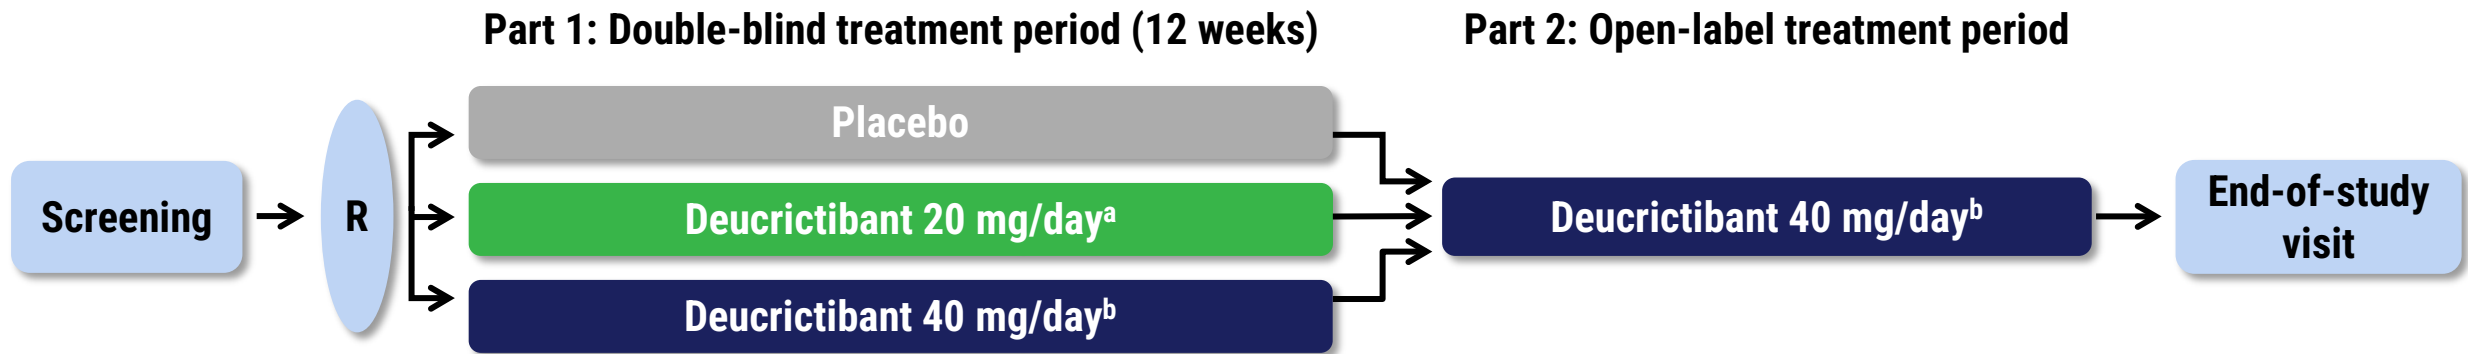 Part 1: Double-blind treatment period (12 weeks)
Part 2: Open-label treatment period
Screening
R
Placebo
Deucrictibant 20 mg/dayᵃ
Deucrictibant 40 mg/dayᵇ
Deucrictibant 40 mg/dayᵇ
End-of-study
visit